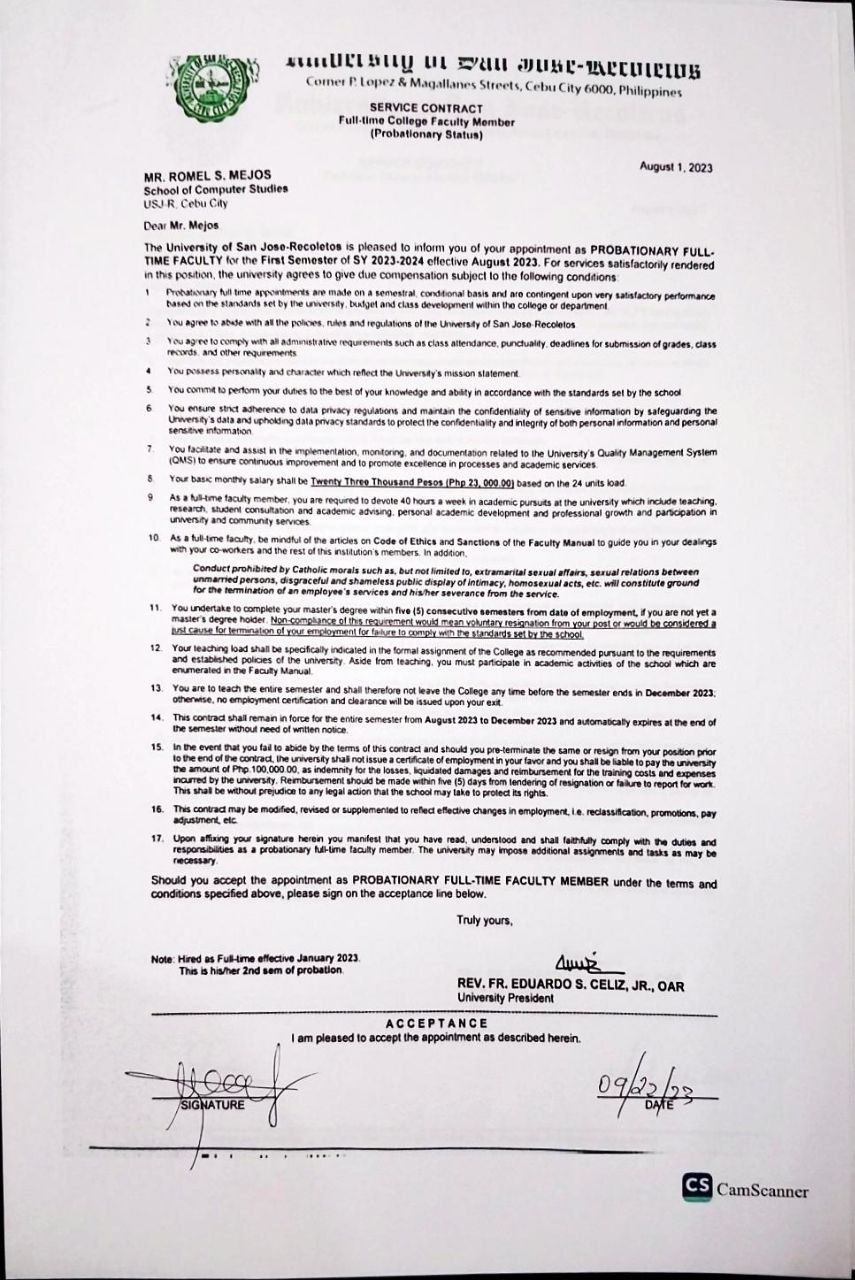 University of San Jose-Recoletos
Corner P. Lopez & Magallanes Streets, Cebu City 6000, Philippines
SERVICE CONTRACT
Full-time College Faculty Member
(Probationary Status)
August 1, 2023
MR. ROMEL S. MEJOS
School of Computer Studies
USJ-R, Cebu City
Dear Mr. Mejos
The University of San Jose-Recoletos is pleased to inform you of your appointment as PROBATIONARY FULL-
TIME FACULTY for the First Semester of SY 2023-2024 effective August 2023. For services satisfactorily rendered
in this position, the university agrees to give due compensation subject to the following conditions:
1 Probationary full time appointments are made on a semestral, conditional basis and are contingent upon very satisfactory performance
based on the standards set by the university, budget and class development within the college or department.
2 You agree to abide with all the policies, rules and regulations of the University of San Jose-Recoletos
3 You agree to comply with all administrative requirements such as class attendance, punctuality, deadlines for submission of grades, class
records, and other requirements
4 You possess personality and character which reflect the University's mission statement.
5. You commit to perform your duties to the best of your knowledge and ability in accordance with the standards set by the school
6. You ensure strict adherence to data privacy regulations and maintain the confidentiality of sensitive information by safeguarding the
University's data and upholding data privacy standards to protect the confidentiality and integrity of both personal information and personal
sensitive information.
7. You facilitate and assist in the implementation, monitoring, and documentation related to the University's Quality Management System
(QMS) to ensure continuous improvement and to promote excellence in processes and academic services.
8. Your basic monthly salary shall be Twenty Three Thousand Pesos (Php 23, 000.00) based on the 24 units load.
9 As a full-time faculty member, you are required to devote 40 hours a week in academic pursuits at the university which include teaching,
research, student consultation and academic advising, personal academic development and professional growth and participation in
university and community services.
10. As a full-time faculty, be mindful of the articles on Code of Ethics and Sanctions of the Faculty Manual to guide you in your dealings
with your co-workers and the rest of this institution's members. In addition,
Conduct prohibited by Catholic morals such as, but not limited to, extramarital sexual affairs, sexual relations between
unmarried persons, disgraceful and shameless public display of intimacy, homosexual acts, etc. will constitute ground
for the termination of an employee's services and his/her severance from the service.
11. You undertake to complete your master's degree within five (5) consecutive semesters from date of employment, if you are not yet a
master's degree holder. Non-compliance of this requirement would mean voluntary resignation from your post or would be considered a
just cause for termination of your employment for failure to comply with the standards set by the school.
12. Your teaching load shall be specifically indicated in the formal assignment of the College as recommended pursuant to the requirements
and established policies of the university. Aside from teaching, you must participate in academic activities of the school which are
enumerated in the Faculty Manual.
13. You are to teach the entire semester and shall therefore not leave the College any time before the semester ends in December 2023;
otherwise, no employment certification and clearance will be issued upon your exit.
14. This contract shall remain in force for the entire semester from August 2023 to December 2023 and automatically expires at the end of
the semester without need of written notice.
15. In the event that you fail to abide by the terms of this contract and should you pre-terminate the same or resign from your position prior
to the end of the contract, the university shall not issue a certificate of employment in your favor and you shall be liable to pay the university
the amount of Php.100,000.00, as indemnity for the losses, liquidated damages and reimbursement for the training costs and expenses
incurred by the university. Reimbursement should be made within five (5) days from tendering of resignation or failure to report for work.
This shall be without prejudice to any legal action that the school may take to protect its rights.
16. This contract may be modified, revised or supplemented to reflect effective changes in employment, i.e. reclassification, promotions, pay
adjustment, etc.
17. Upon affixing your signature herein you manifest that you have read, understood and shall faithfully comply with the duties and
responsibilities as a probationary full-time faculty member. The university may impose additional assignments and tasks as may be
necessary.
Should you accept the appointment as PROBATIONARY FULL-TIME FACULTY MEMBER under the terms and
conditions specified above, please sign on the acceptance line below.
Truly yours,
Note: Hired as Full-time effective January 2023.
This is his/her 2nd sem of probation.
REV. FR. EDUARDO S. CELIZ, JR., OAR
University President
ACCEPTANCE
I am pleased to accept the appointment as described herein.
09/22/23
SIGNATURE
DATE
CS CamScanner